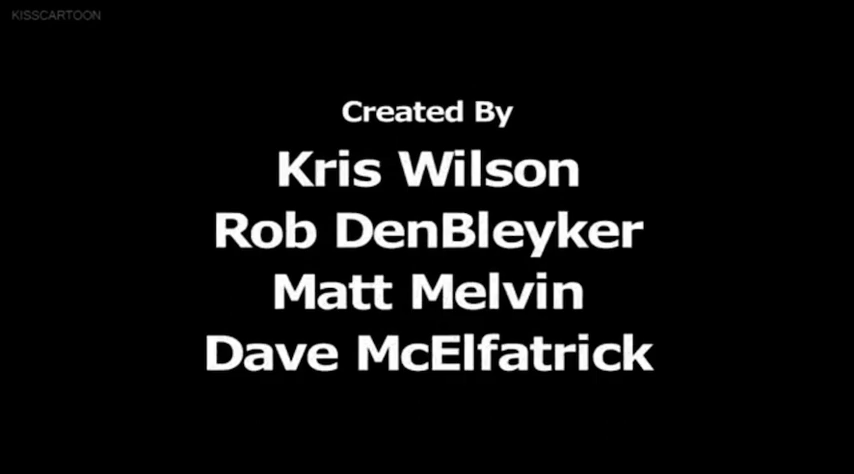 KISSCARTOON
Created By
Kris Wilson
Rob DenBleyker
Matt Melvin
Dave McElfatrick